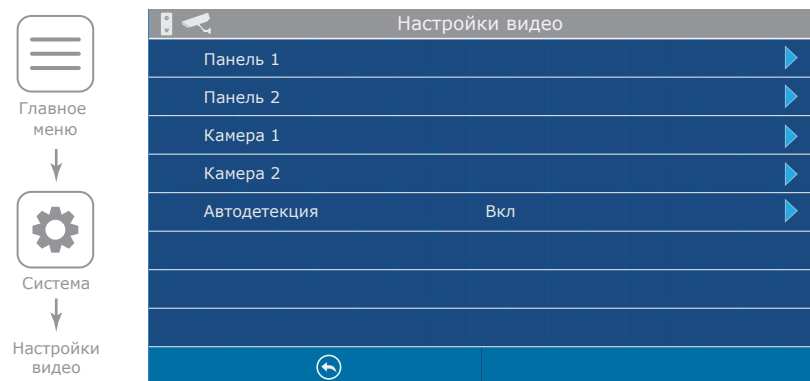 Главное
меню
Система
Настройки
видео
Настройки видео
Панель 1
Панель 2
Камера 1
Камера 2
Автодетекция Вкл